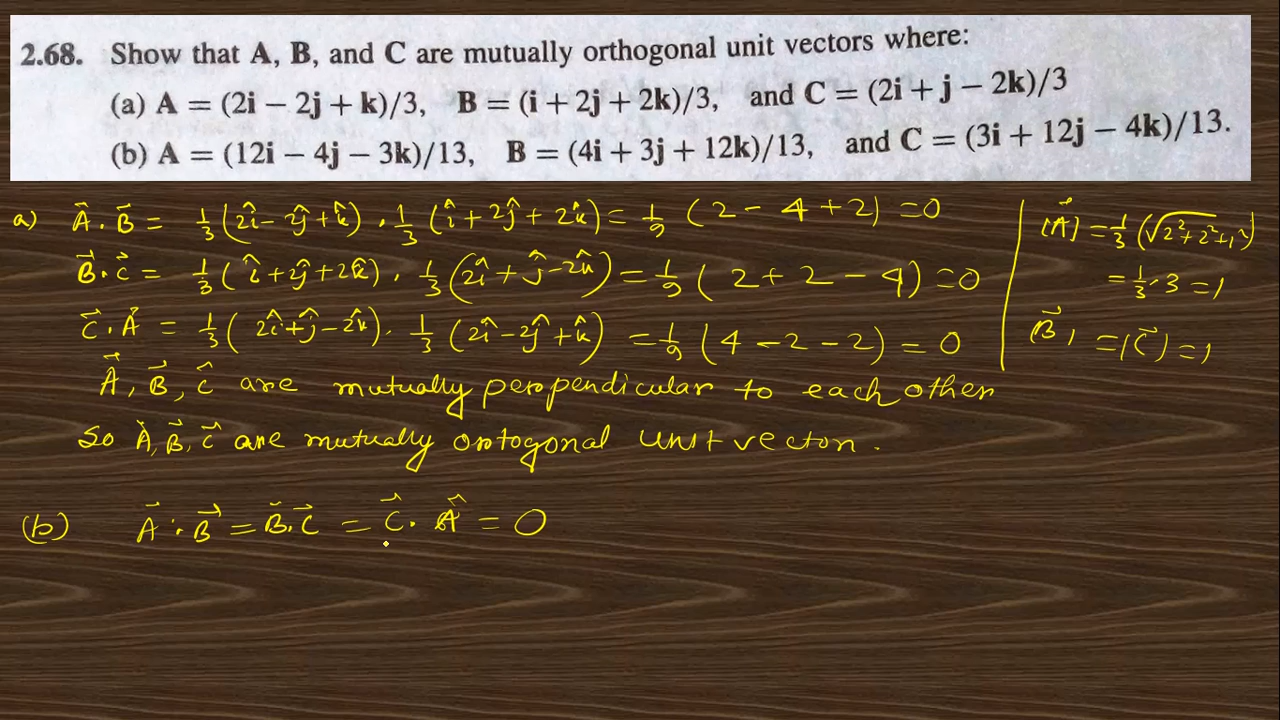 2.68. Show that A, B, and C are mutually orthogonal unit vectors where:
(a) A = (2i − 2j + k)/3, B = (i + 2j + 2k)/3, and C = (2i + j − 2k)/3
(b) A = (12i − 4j − 3k)/13, B = (4i + 3j + 12k)/13, and C = (3i + 12j − 4k)/13.
a) A⃗ . B⃗ = 1/3 (2î − 2ĵ + k̂) . 1/3 (î + 2ĵ + 2k̂) = 1/9 (2 − 4 + 2) = 0
B⃗ . C⃗ = 1/3 (î + 2ĵ + 2k̂) . 1/3 (2î + ĵ − 2k̂) = 1/9 (2 + 2 − 4) = 0
C⃗ . A⃗ = 1/3 (2î + ĵ − 2k̂) . 1/3 (2î − 2ĵ + k̂) = 1/9 (4 − 2 − 2) = 0
A⃗, B⃗, C⃗ are mutually perpendicular to each other
So A⃗, B⃗, C⃗ are mutually ortogonal unit vector.
|A⃗| = 1/3 (√2² + 2² + 1²)
= 1/3 . 3 = 1
|B⃗| = |C⃗| = 1
(b) A⃗ . B⃗ = B⃗ . C⃗ = C⃗ . A⃗ = 0